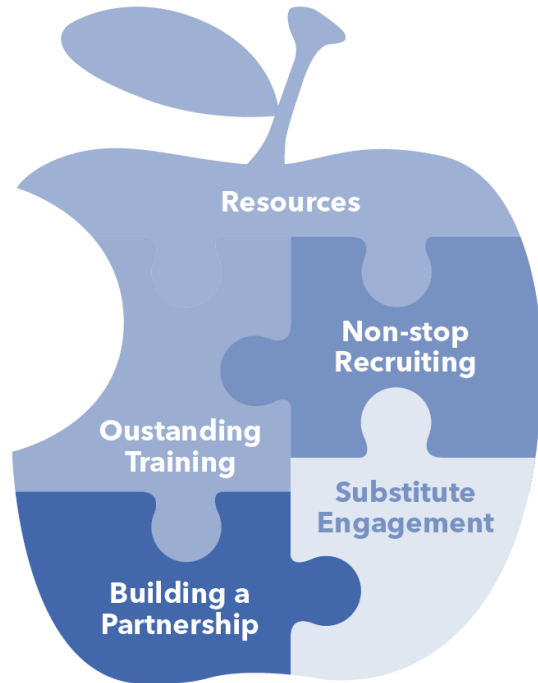 Resources
Non-stop
Recruiting
Oustanding
Training
Substitute
Engagement
Building a
Partnership